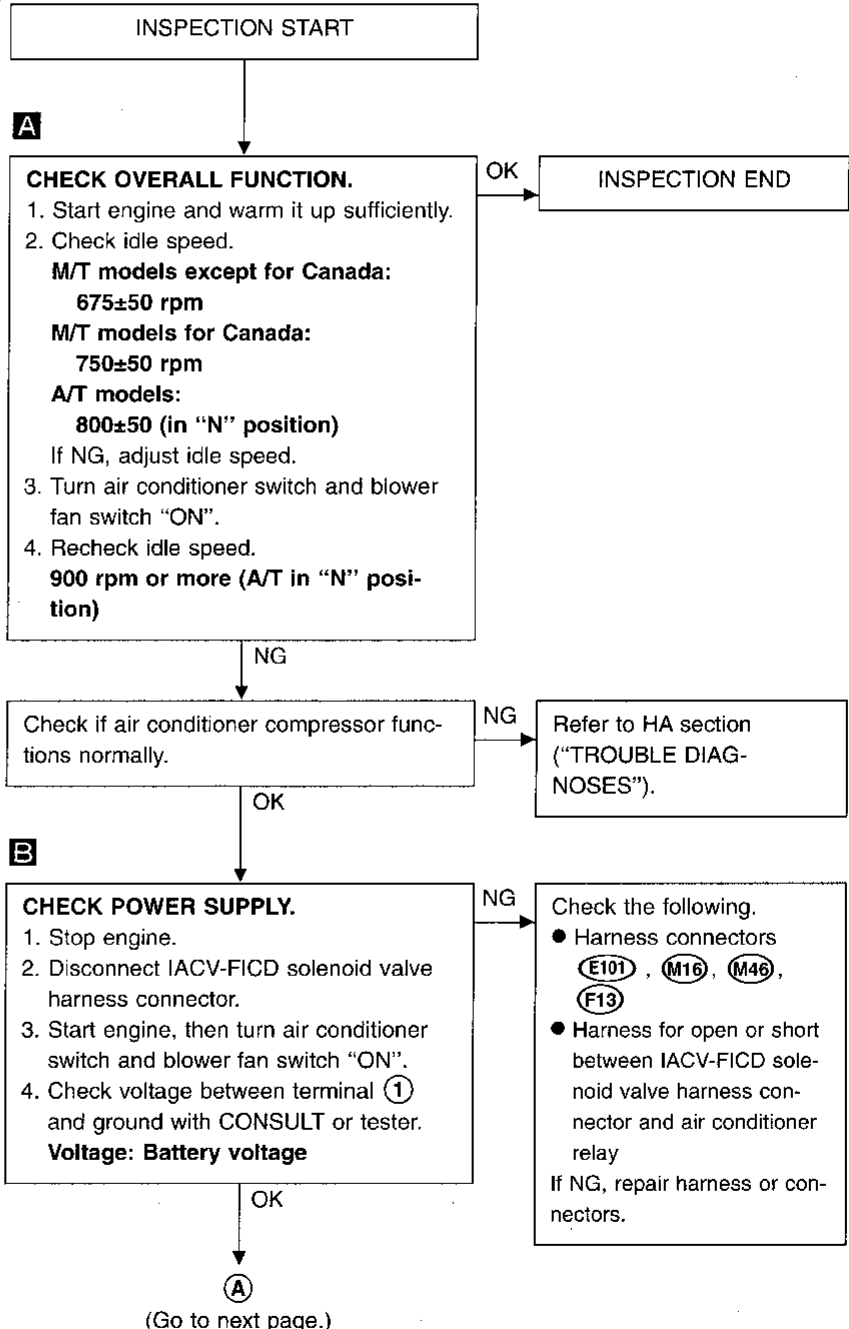 INSPECTION START
A
CHECK OVERALL FUNCTION.
1. Start engine and warm it up sufficiently.
2. Check idle speed.
M/T models except for Canada:
675±50 rpm
M/T models for Canada:
750±50 rpm
A/T models:
800±50 (in “N” position)
If NG, adjust idle speed.
3. Turn air conditioner switch and blower
fan switch “ON”.
4. Recheck idle speed.
900 rpm or more (A/T in “N” posi-
tion)
OK
INSPECTION END
NG
Check if air conditioner compressor func-
tions normally.
NG
Refer to HA section
(“TROUBLE DIAG-
NOSES”).
OK
B
CHECK POWER SUPPLY.
1. Stop engine.
2. Disconnect IACV-FICD solenoid valve
harness connector.
3. Start engine, then turn air conditioner
switch and blower fan switch “ON”.
4. Check voltage between terminal ①
and ground with CONSULT or tester.
Voltage: Battery voltage
NG
Check the following.
● Harness connectors
E101 , M16 , M46 ,
F13
● Harness for open or short
between IACV-FICD sole-
noid valve harness con-
nector and air conditioner
relay
If NG, repair harness or con-
nectors.
OK
Ⓐ
(Go to next page.)